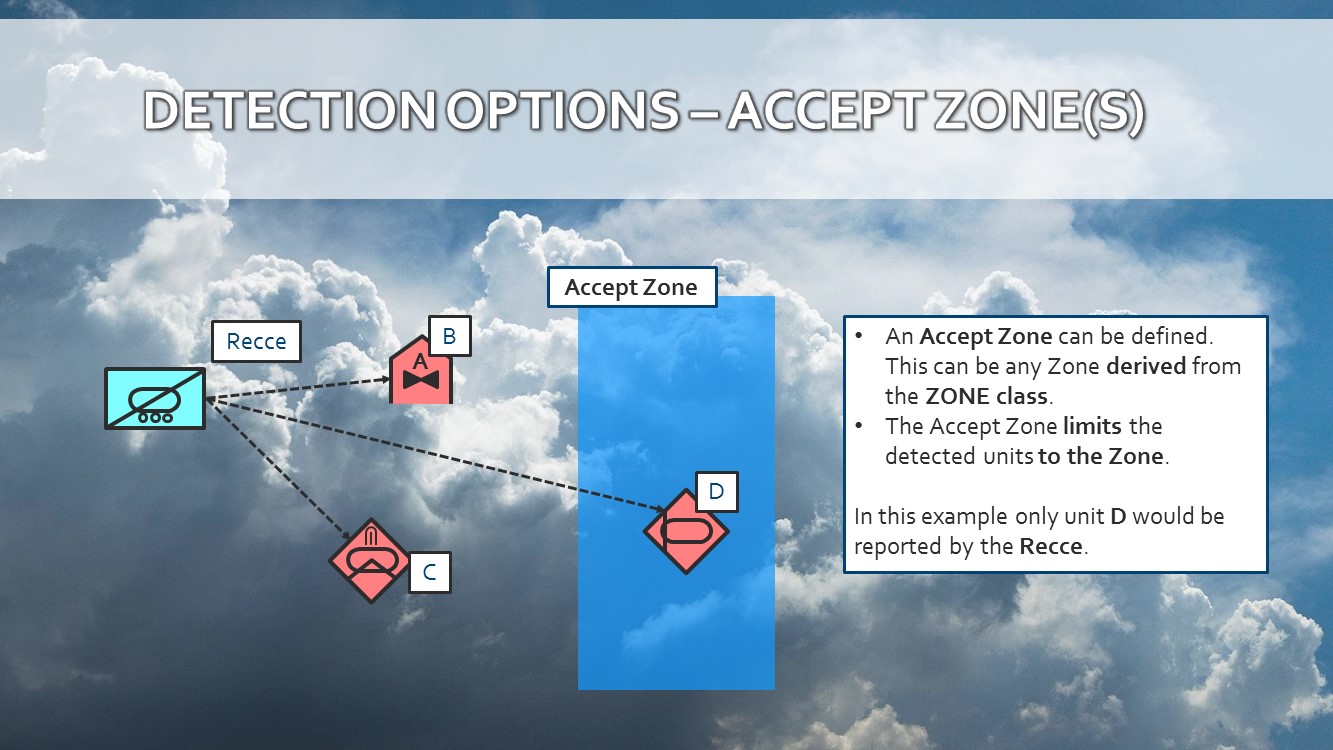 DETECTION OPTIONS – ACCEPT ZONE(S)
Accept Zone
Recce
B
A
D
C
• An Accept Zone can be defined.
This can be any Zone derived from
the ZONE class.
• The Accept Zone limits the
detected units to the Zone.
In this example only unit D would be
reported by the Recce.